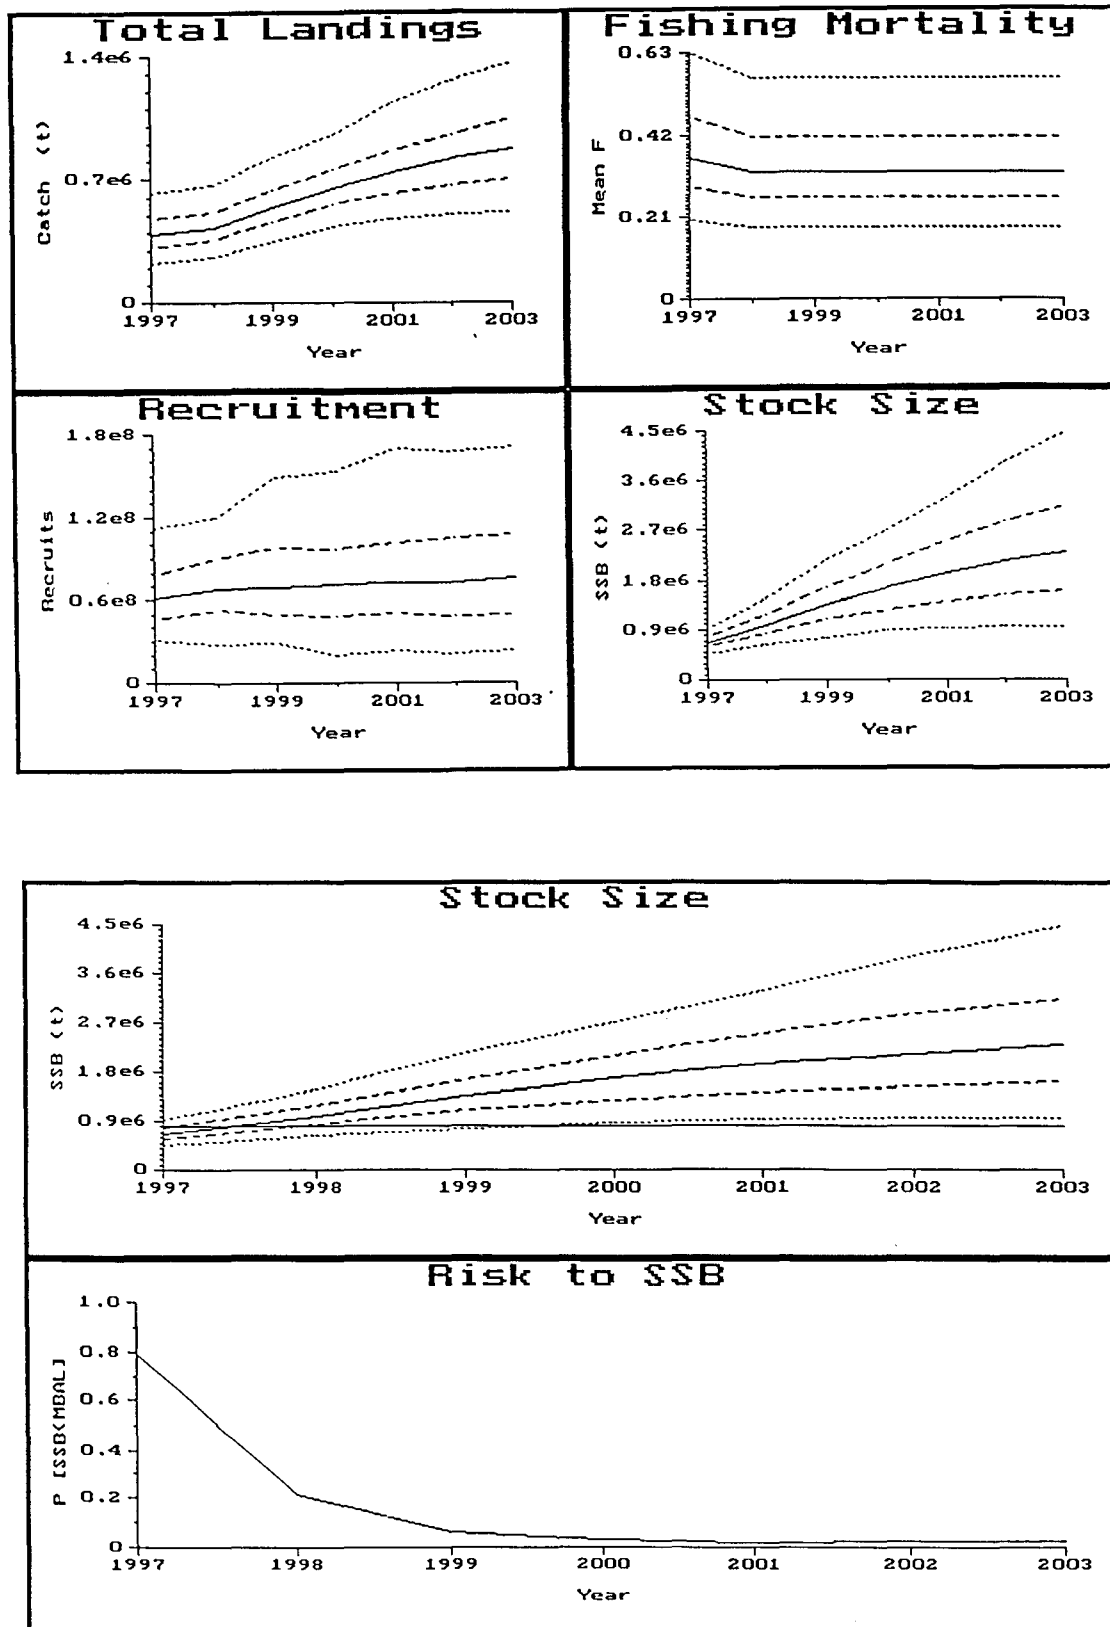 Total Landings
1.4e6
0.7e6
0
Catch (t)
1997 1999 2001 2003
Year
Fishing Mortality
0.63
0.42
0.21
0
Mean F
1997 1999 2001 2003
Year
Recruitment
1.8e8
1.2e8
0.6e8
0
Recruits
1997 1999 2001 2003
Year
Stock Size
4.5e6
3.6e6
2.7e6
1.8e6
0.9e6
0
SSB (t)
1997 1999 2001 2003
Year
Stock Size
4.5e6
3.6e6
2.7e6
1.8e6
0.9e6
0
SSB (t)
1997 1998 1999 2000 2001 2002 2003
Year
Risk to SSB
1.0
0.8
0.6
0.4
0.2
0
P [SSB<MBAL]
1997 1998 1999 2000 2001 2002 2003
Year